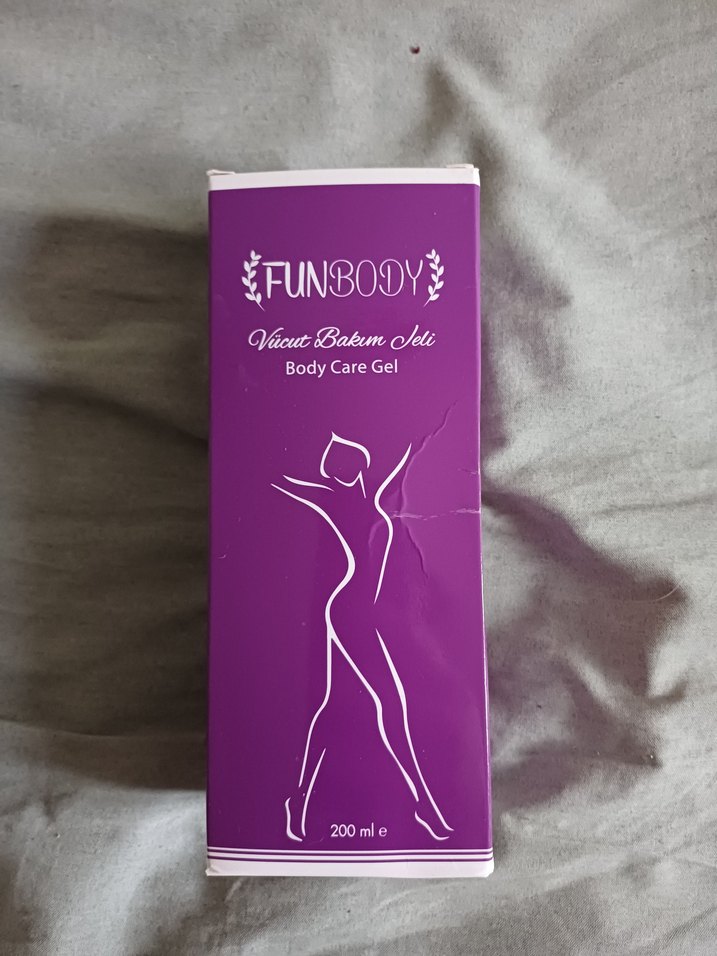 FUNBODY
Vücut Bakım Jeli
Body Care Gel
200 ml ℮